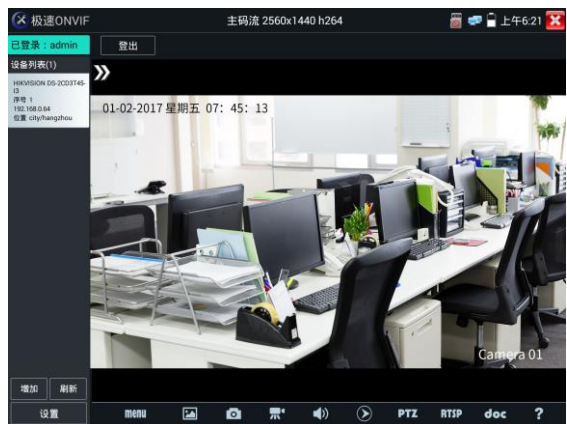 极速ONVIF
主码流 2560x1440 h264
上午6:21
已登录：admin
登出
设备列表(1)
HIKVISION DS-2CD3T45-I3
序号 1
192.168.0.64
位置 city/hangzhou
01-02-2017 星期五 07：45：13
Camera 01
增加
刷新
设置
menu
PTZ
RTSP
doc
?